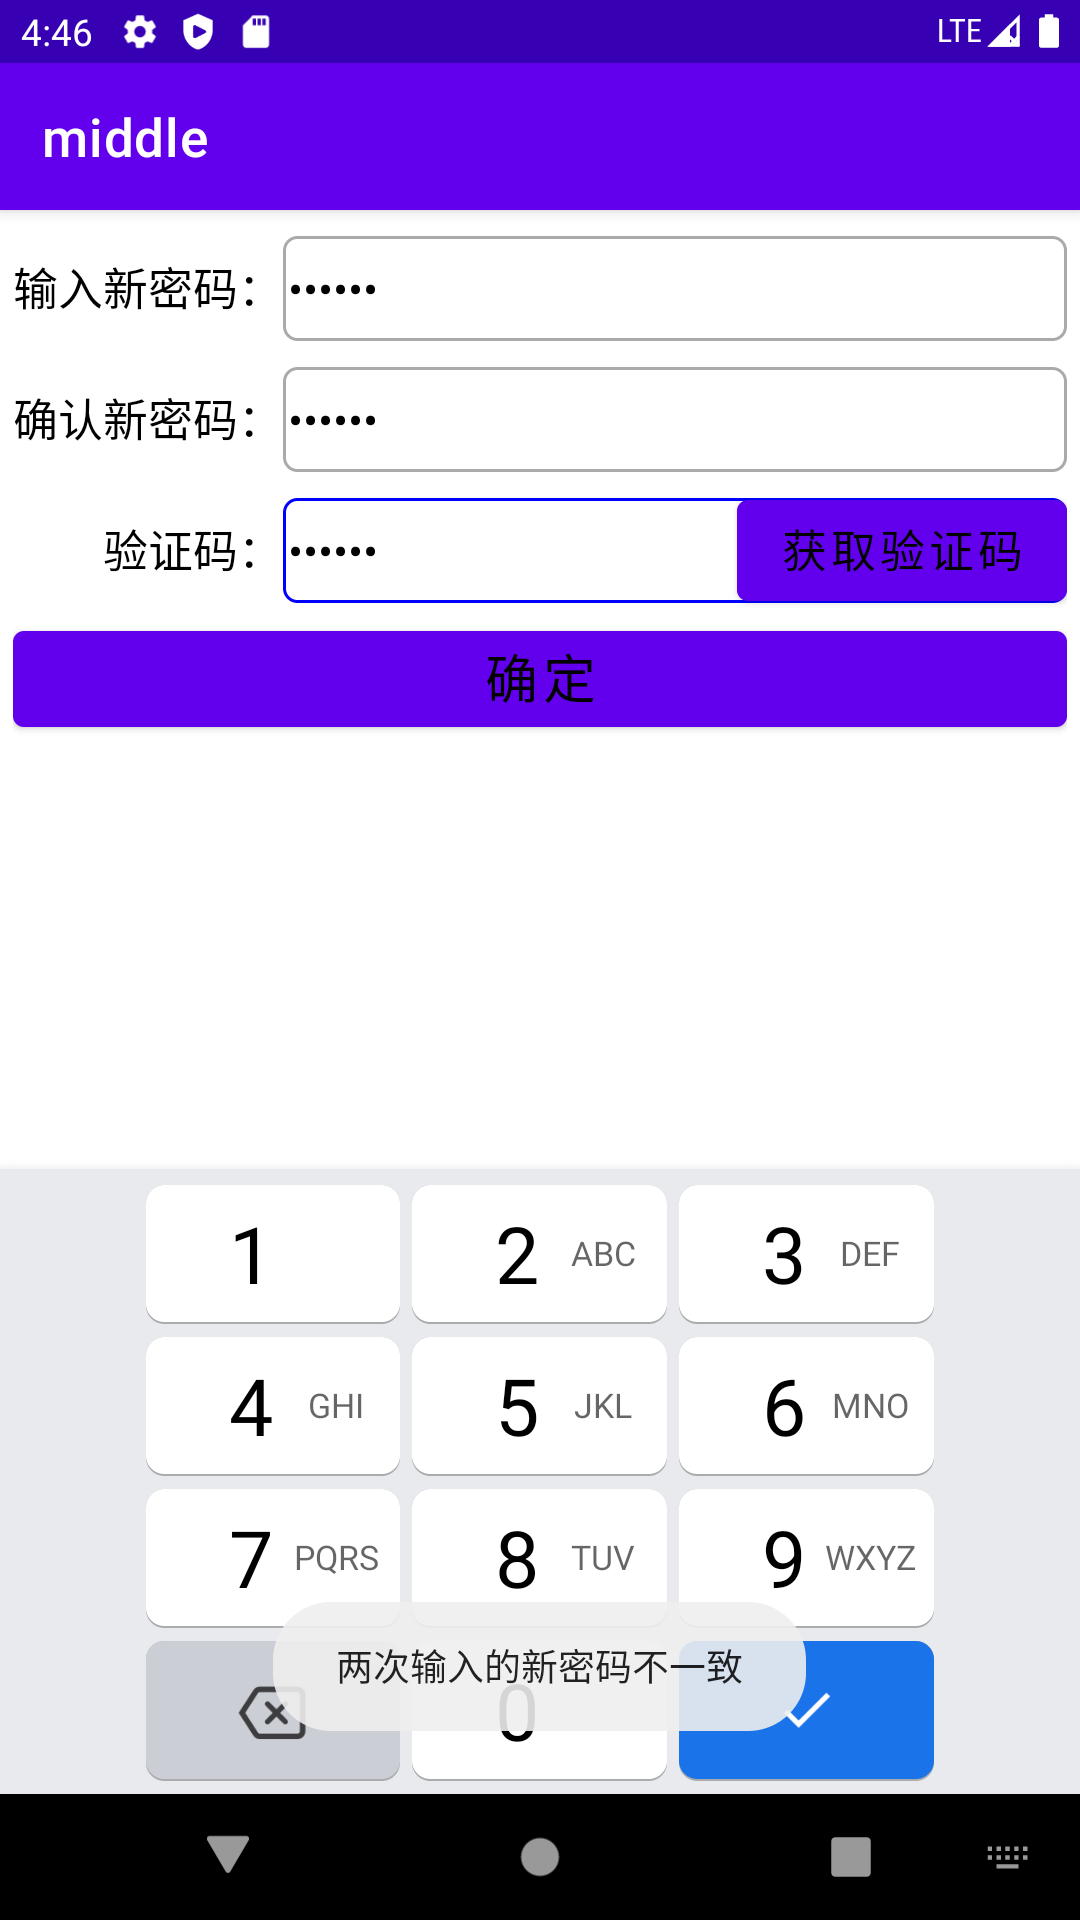 4:46 LTE
middle
输入新密码： ••••••
确认新密码： ••••••
验证码： •••••• 获取验证码
确定
1 2 ABC 3 DEF
4 GHI 5 JKL 6 MNO
7 PQRS 8 TUV 9 WXYZ
两次输入的新密码不一致
0